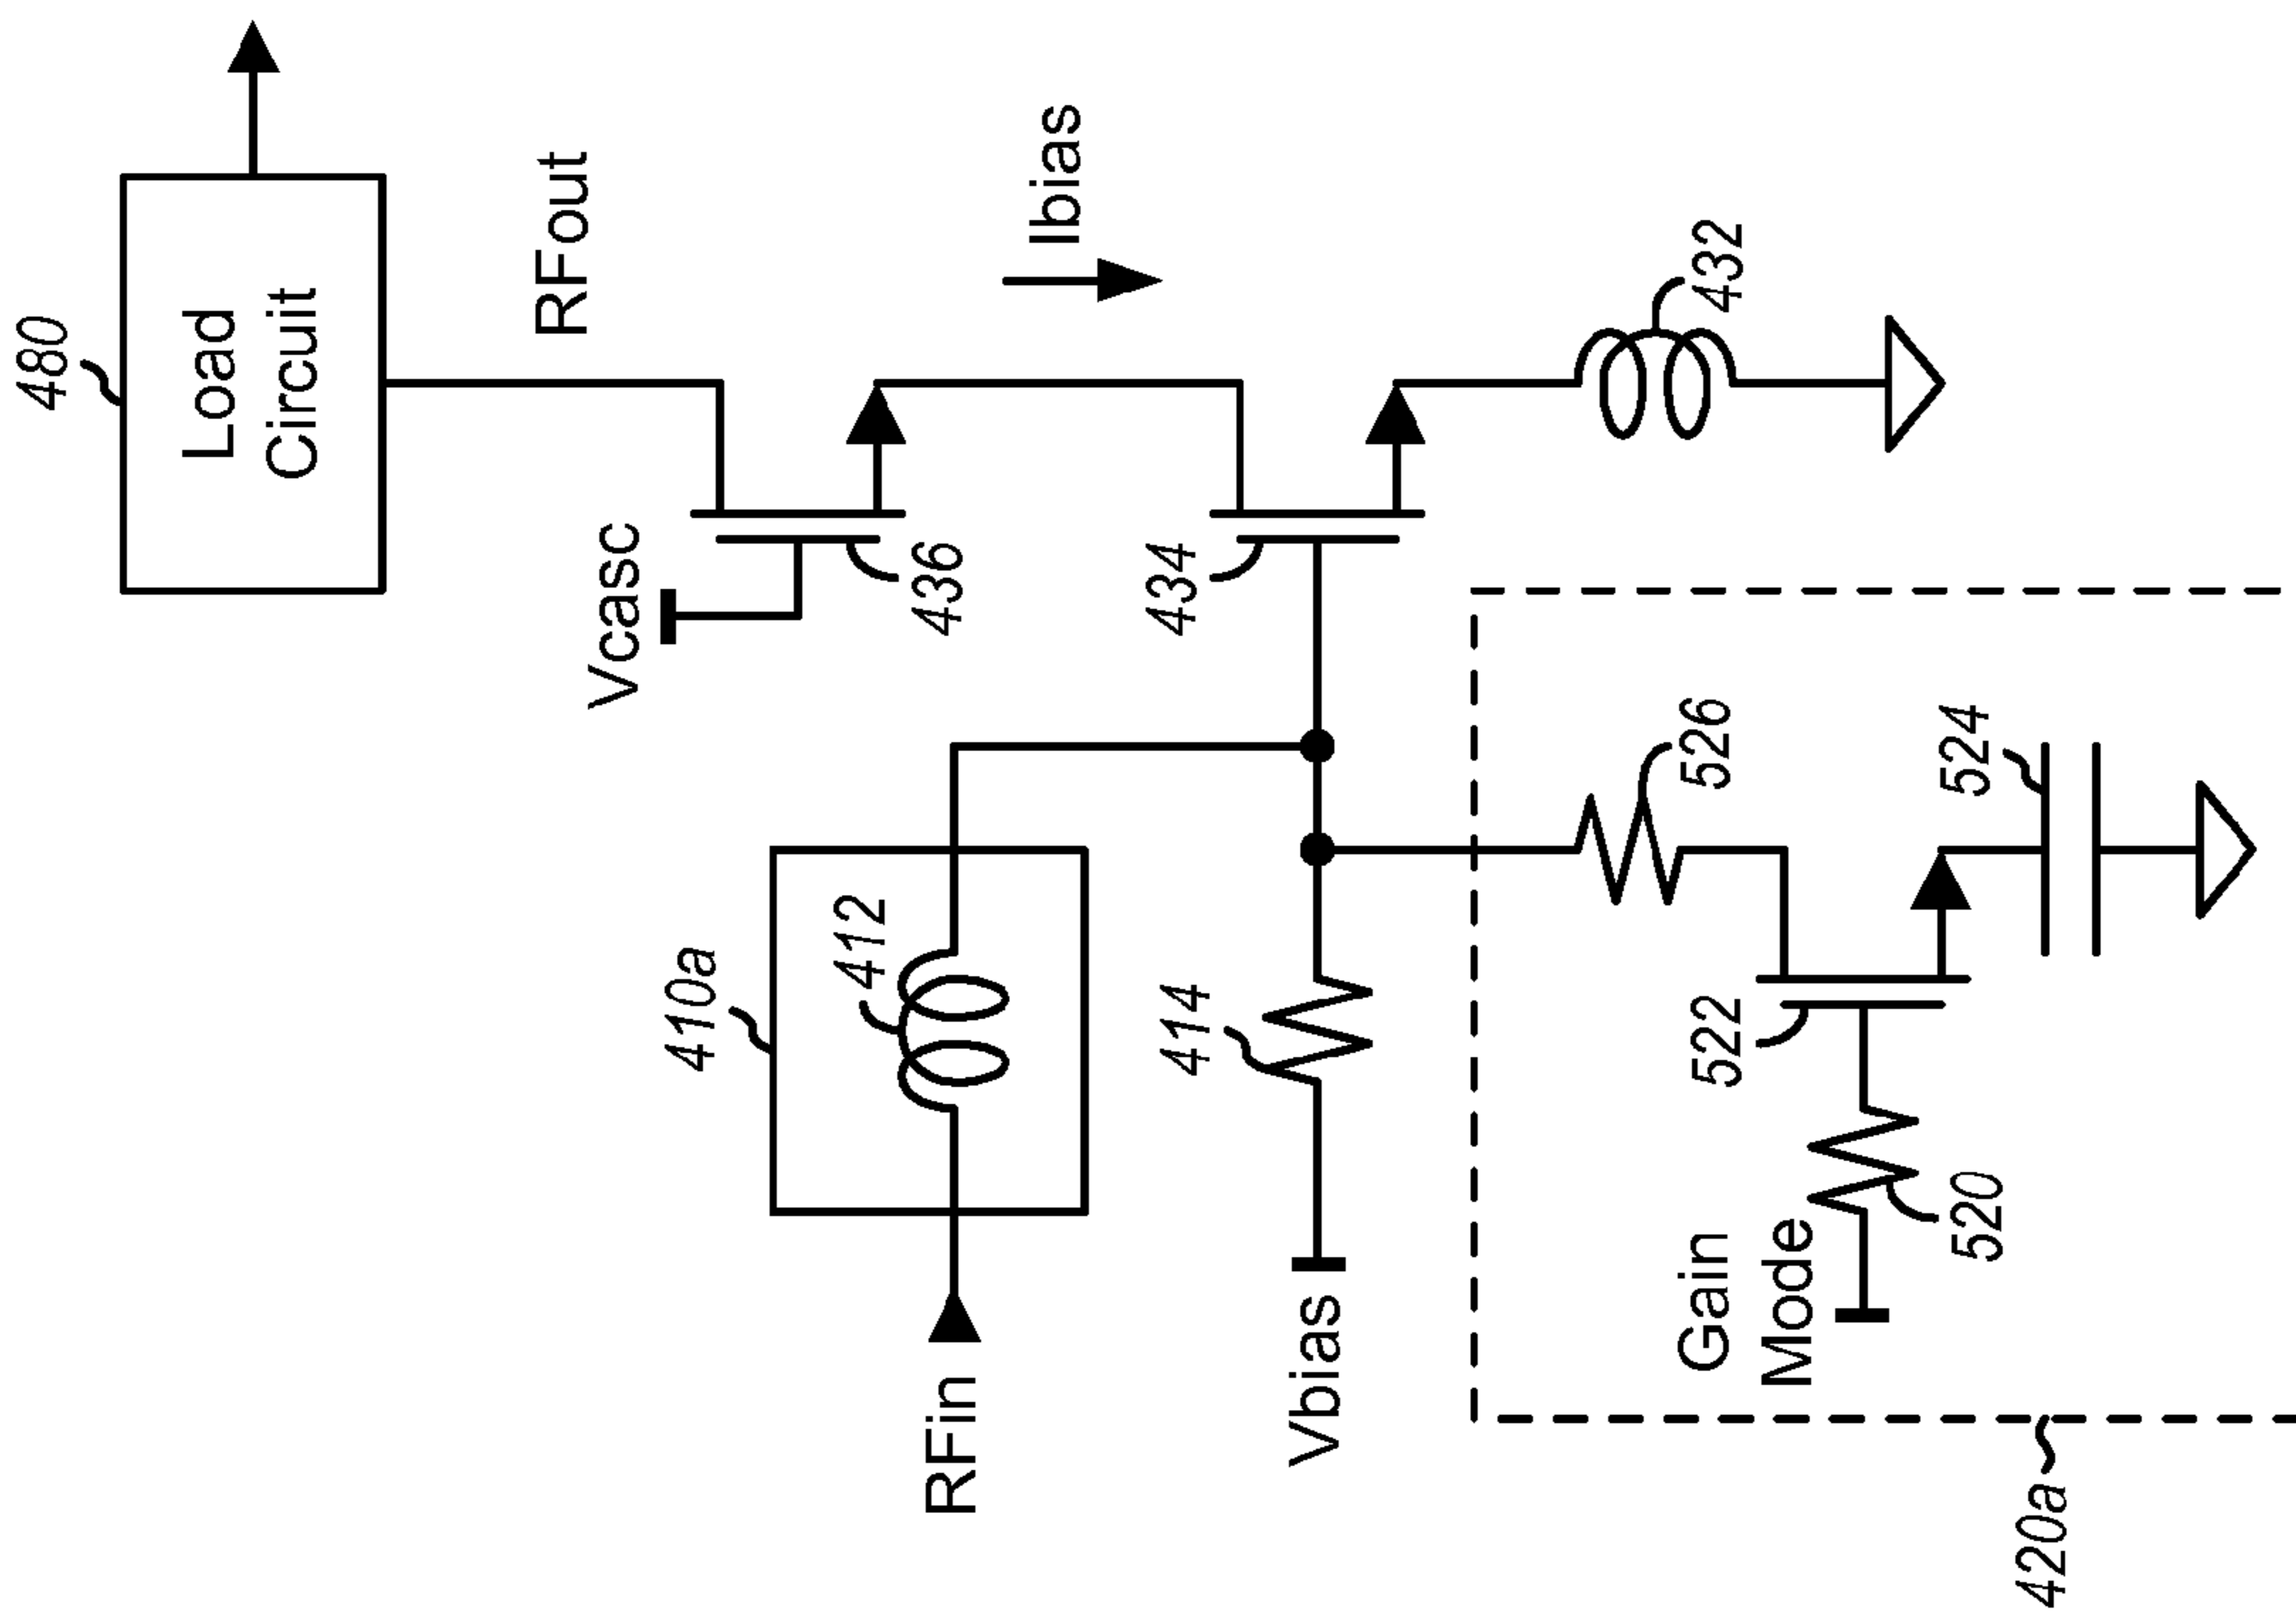 480
Load
Circuit
RFout
Vcasc
436
Ibias
410a
412
RFin
434
414
Vbias
432
526
522
Gain
Mode
520
524
420a